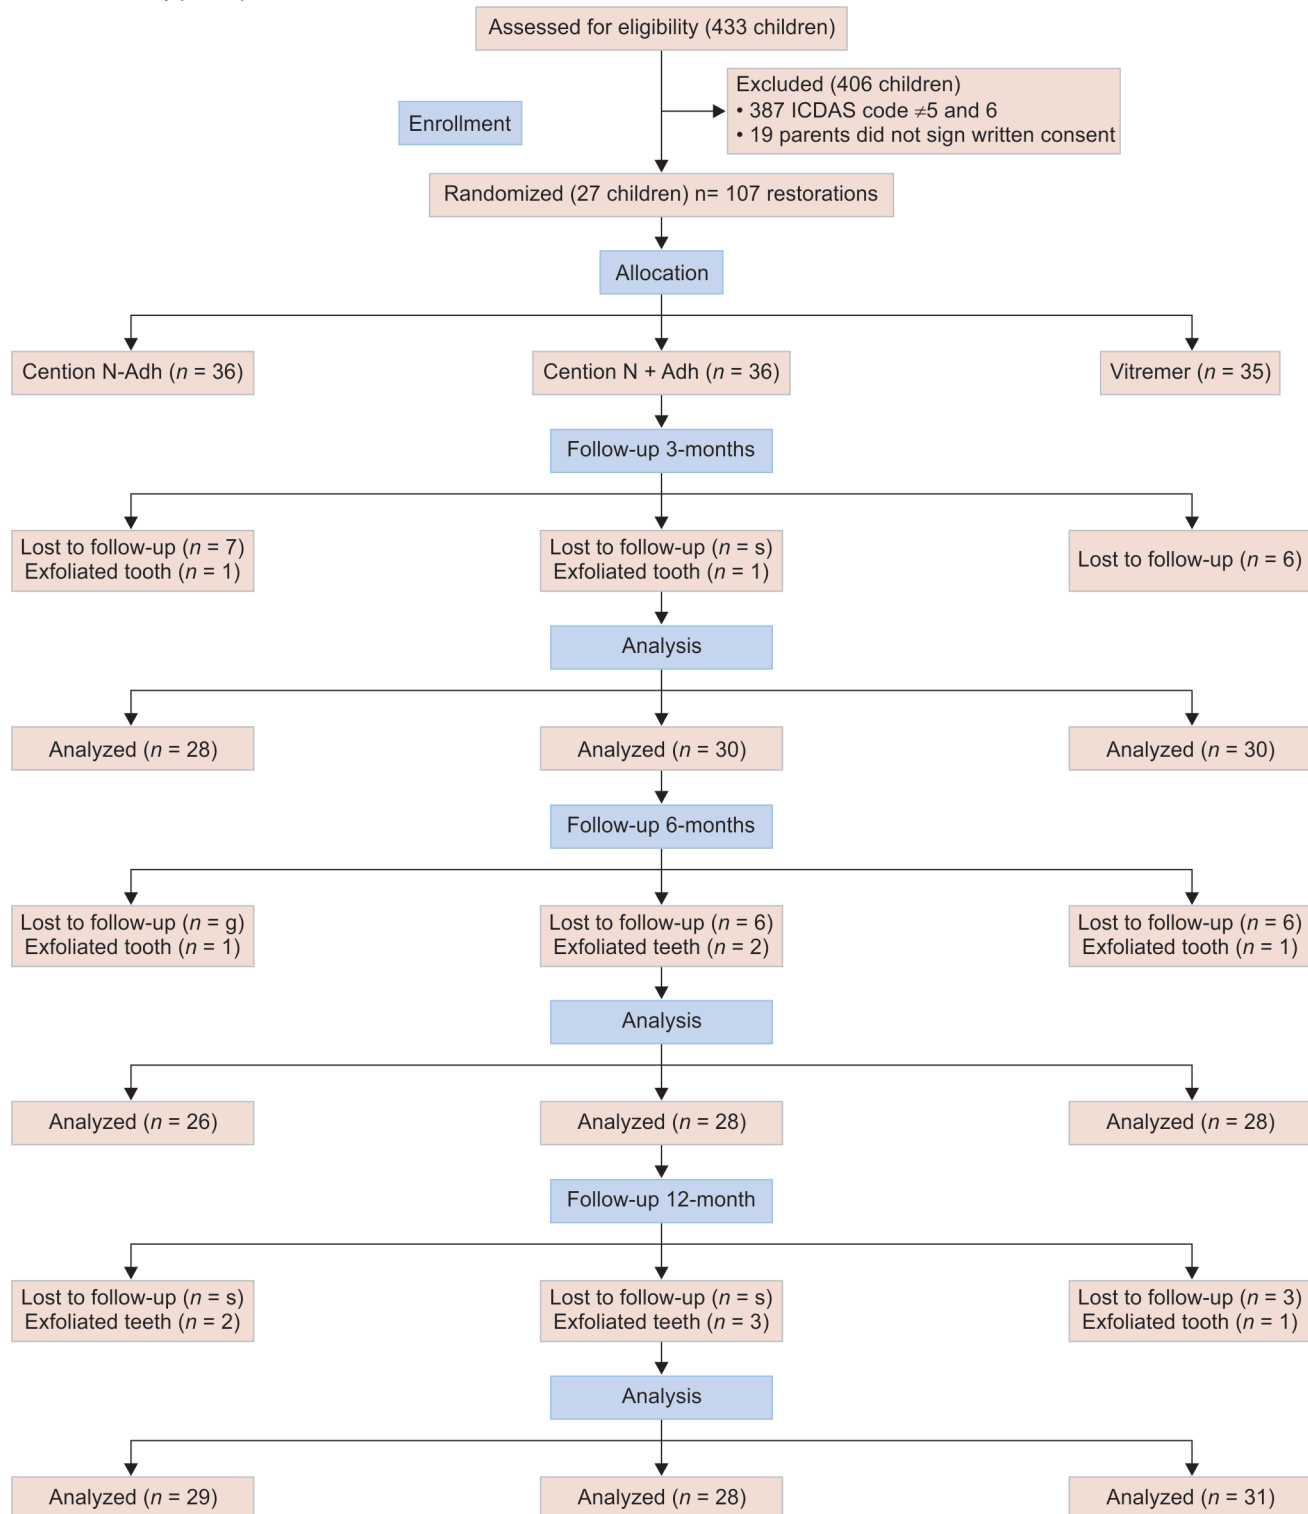 Assessed for eligibility (433 children)
Excluded (406 children)
• 387 ICDAS code ≠5 and 6
• 19 parents did not sign written consent
Enrollment
Randomized (27 children) n= 107 restorations
Allocation
Cention N-Adh (n = 36)
Cention N + Adh (n = 36)
Vitremer (n = 35)
Follow-up 3-months
Lost to follow-up (n = 7)
Exfoliated tooth (n = 1)
Lost to follow-up (n = s)
Exfoliated tooth (n = 1)
Lost to follow-up (n = 6)
Analysis
Analyzed (n = 28)
Analyzed (n = 30)
Analyzed (n = 30)
Follow-up 6-months
Lost to follow-up (n = g)
Exfoliated tooth (n = 1)
Lost to follow-up (n = 6)
Exfoliated teeth (n = 2)
Lost to follow-up (n = 6)
Exfoliated tooth (n = 1)
Analysis
Analyzed (n = 26)
Analyzed (n = 28)
Analyzed (n = 28)
Follow-up 12-month
Lost to follow-up (n = s)
Exfoliated teeth (n = 2)
Lost to follow-up (n = s)
Exfoliated teeth (n = 3)
Lost to follow-up (n = 3)
Exfoliated tooth (n = 1)
Analysis
Analyzed (n = 29)
Analyzed (n = 28)
Analyzed (n = 31)